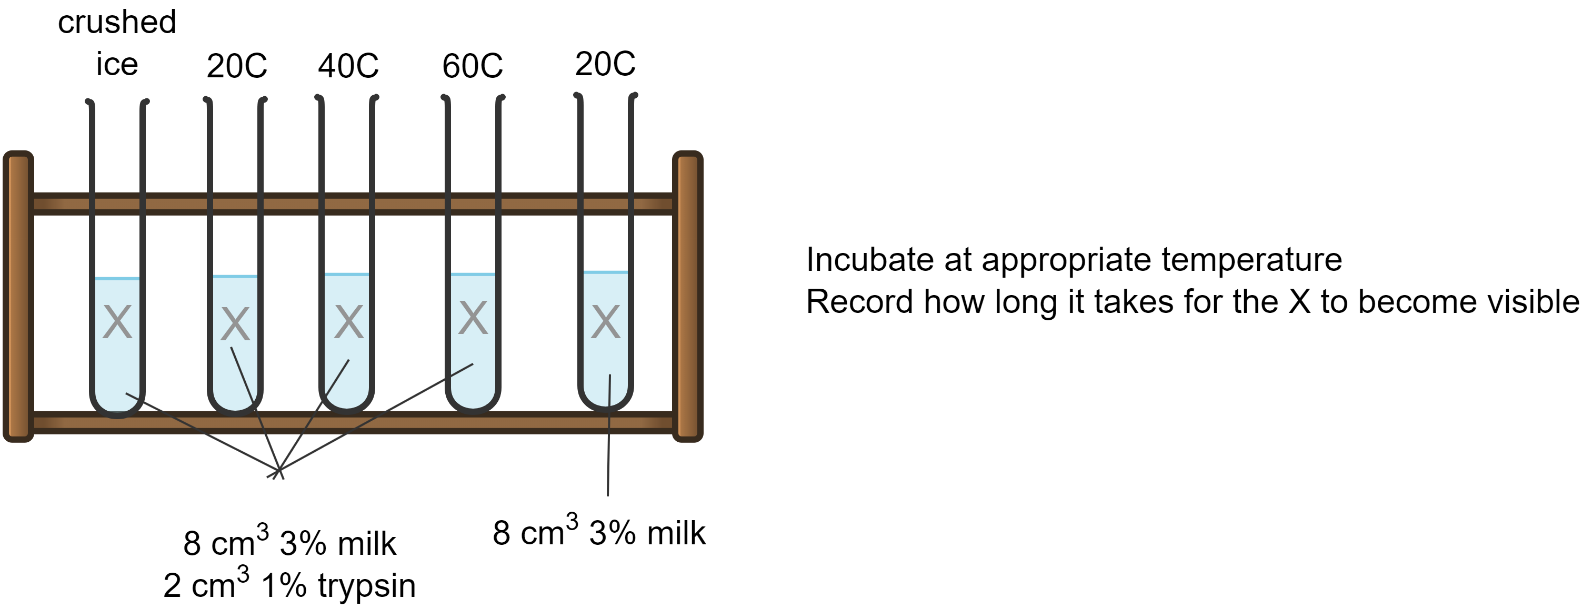 crushed
ice
20C
40C
60C
20C
X
X
X
X
X
Incubate at appropriate temperature
Record how long it takes for the X to become visible
8 cm³ 3% milk
2 cm³ 1% trypsin
8 cm³ 3% milk